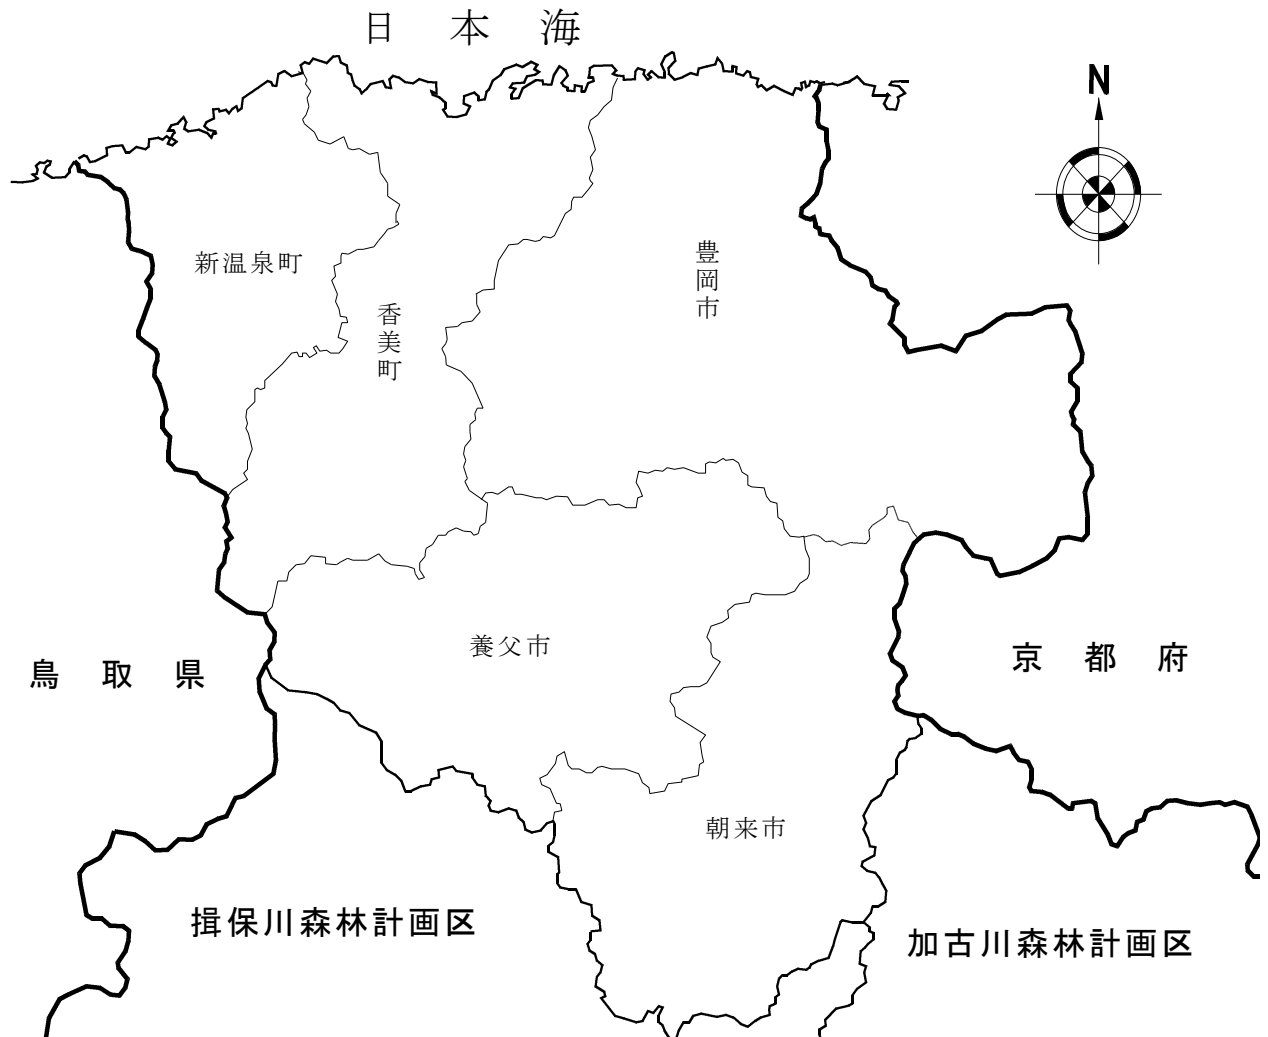 日本海
N
新温泉町
香美町
豊岡市
養父市
鳥取県
京都府
朝来市
揖保川森林計画区
加古川森林計画区